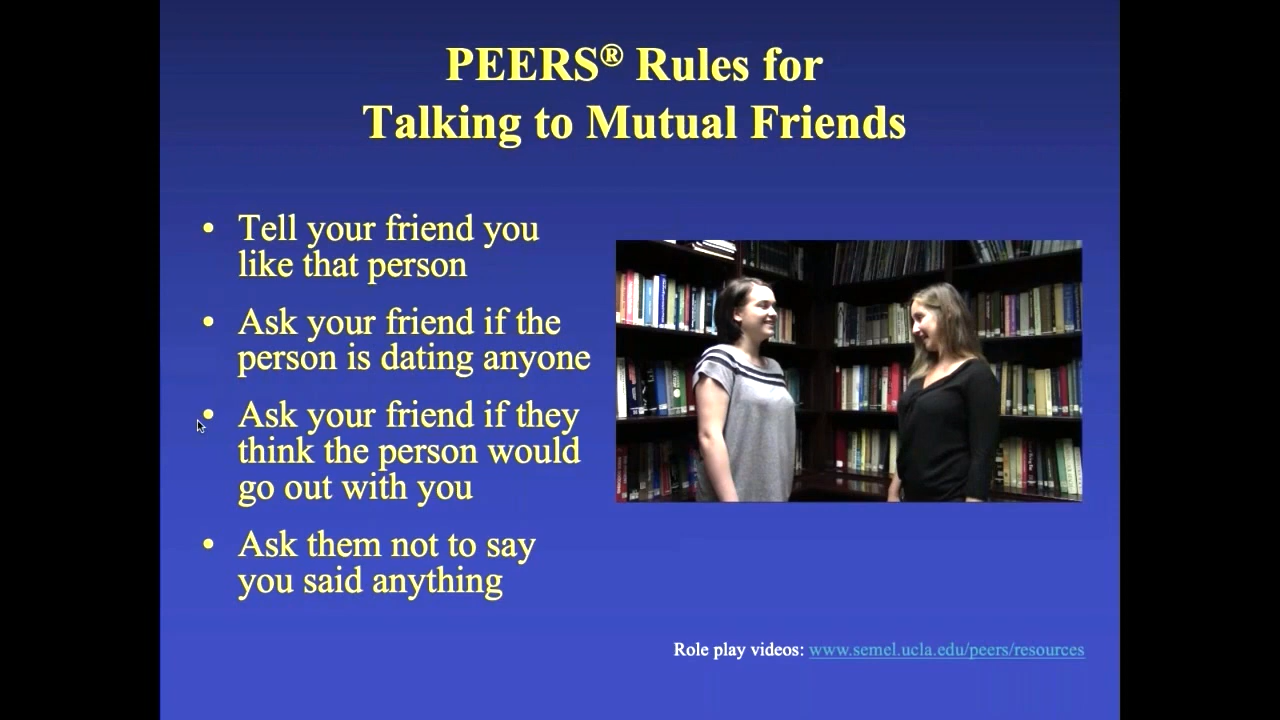 PEERS® Rules for
Talking to Mutual Friends
• Tell your friend you
like that person
• Ask your friend if the
person is dating anyone
• Ask your friend if they
think the person would
go out with you
• Ask them not to say
you said anything
Role play videos: www.semel.ucla.edu/peers/resources